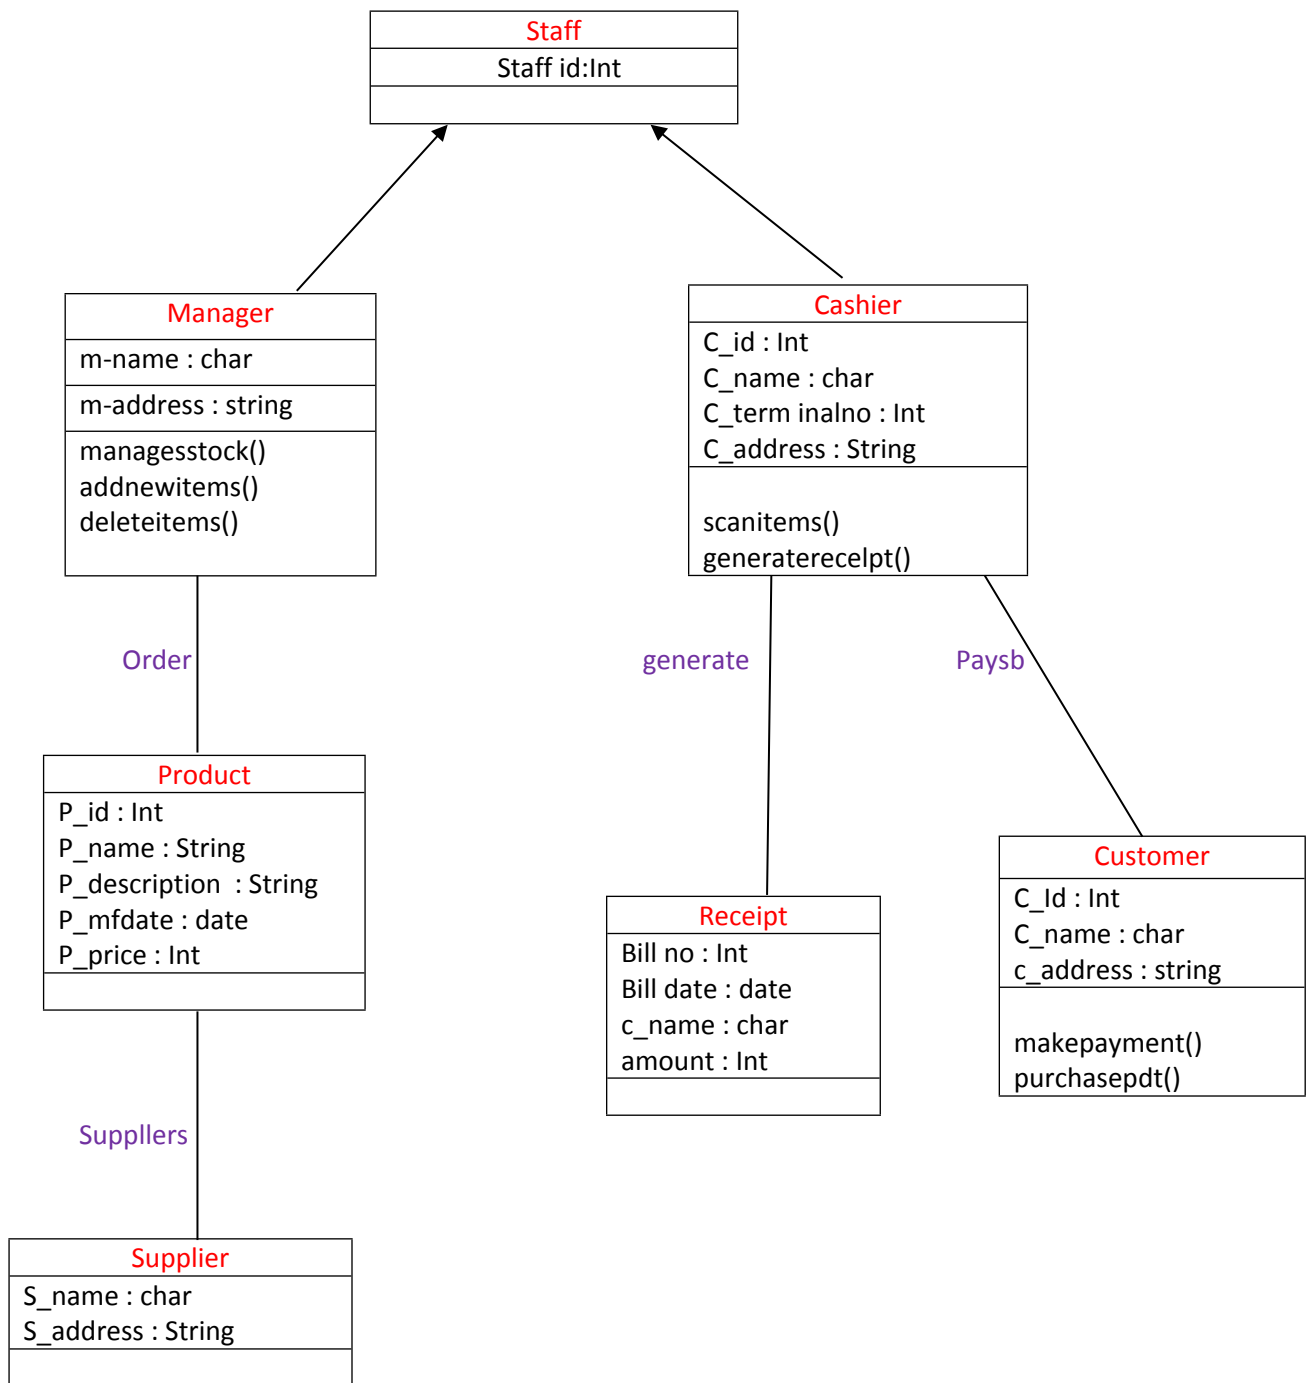 Staff
Staff id:Int
Manager
m-name : char
m-address : string
managesstock()
addnewitems()
deleteitems()
Cashier
C_id : Int
C_name : char
C_term inalno : Int
C_address : String
scanitems()
generaterecelpt()
Order
generate
Paysb
Product
P_id : Int
P_name : String
P_description  : String
P_mfdate : date
P_price : Int
Receipt
Bill no : Int
Bill date : date
c_name : char
amount : Int
Customer
C_Id : Int
C_name : char
c_address : string
makepayment()
purchasepdt()
Suppllers
Supplier
S_name : char
S_address : String